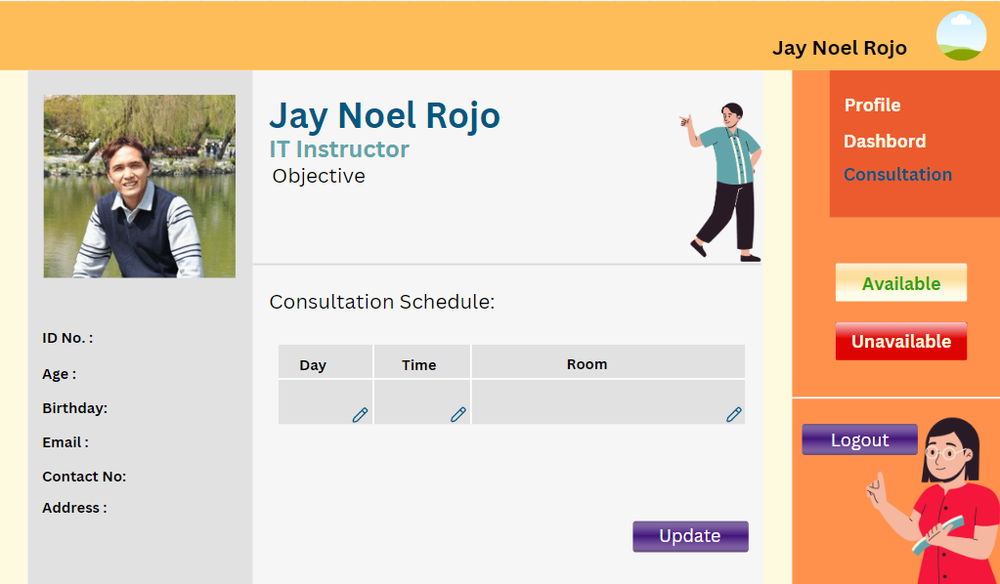 Jay Noel Rojo
Jay Noel Rojo
IT Instructor
Objective
Profile
Dashbord
Consultation
Available
Unavailable
Logout
ID No. :
Age :
Birthday:
Email :
Contact No:
Address :
Consultation Schedule:
Day Time Room
Update